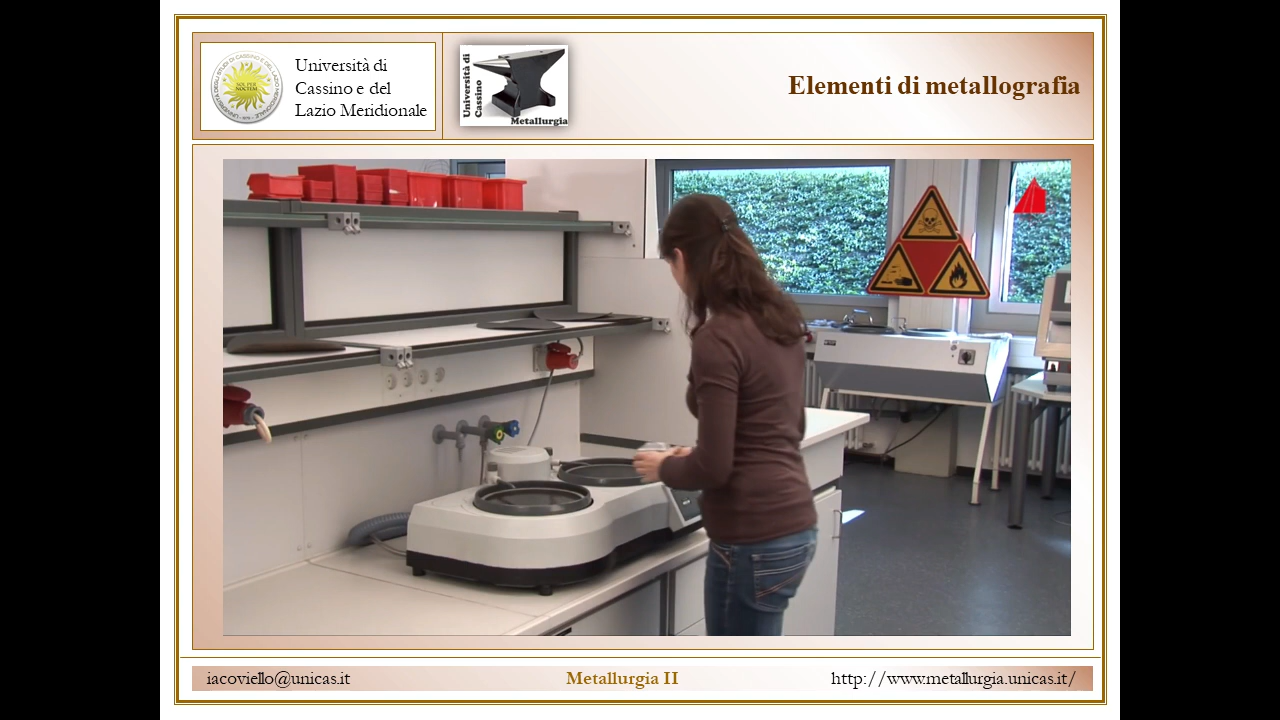 Università di
Cassino e del
Lazio Meridionale
Università di
Cassino
Metallurgia
Elementi di metallografia
iacoviello@unicas.it
Metallurgia II
http://www.metallurgia.unicas.it/